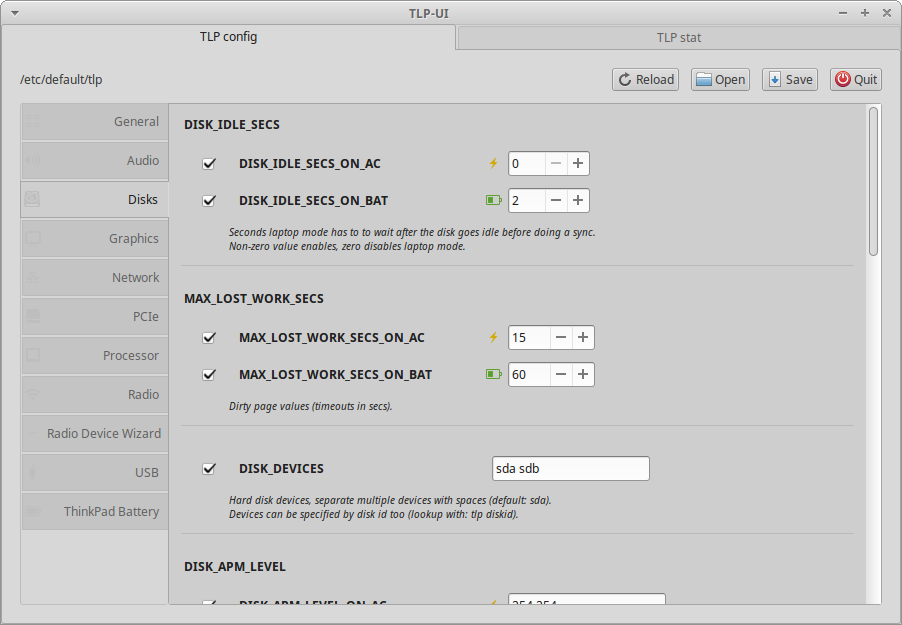 TLP-UI
TLP config
TLP stat
/etc/default/tlp
Reload
Open
Save
Quit
General
Audio
Disks
Graphics
Network
PCIe
Processor
Radio
Radio Device Wizard
USB
ThinkPad Battery
DISK_IDLE_SECS
DISK_IDLE_SECS_ON_AC 0
DISK_IDLE_SECS_ON_BAT 2
Seconds laptop mode has to to wait after the disk goes idle before doing a sync.
Non-zero value enables, zero disables laptop mode.
MAX_LOST_WORK_SECS
MAX_LOST_WORK_SECS_ON_AC 15
MAX_LOST_WORK_SECS_ON_BAT 60
Dirty page values (timeouts in secs).
DISK_DEVICES sda sdb
Hard disk devices, separate multiple devices with spaces (default: sda).
Devices can be specified by disk id too (lookup with: tlp diskid).
DISK_APM_LEVEL
DISK_APM_LEVEL_ON_AC 254 254